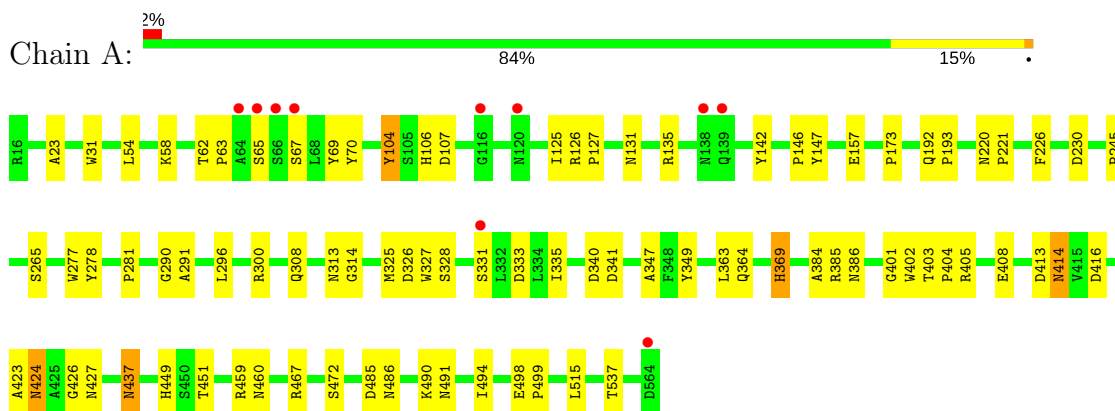 2%
Chain A:
84% 15% •
R16 A23 W31 L54 K58 T62 P63 A64 S65 S66 S67 L68 Y69 Y70 Y104 S105 H106 D107 G116 N120 I125 R126 P127 N131 R135 N138 Q139 Y142 P146 Y147 E157 P173 Q192 P193 N220 P221 F226 D230
S265 W277 Y278 P281 G290 A291 L296 R300 Q308 N313 G314 M325 D326 W327 S328 S331 L332 D333 L334 I335 D340 D341 A347 F348 Y349 L363 Q364 H369 A384 R385 N386 G401 W402 T403 P404 R405 E408 D413 N414 V415 D416
A423 N424 A425 G426 N427 N437 H449 S450 T451 R459 N460 R467 S472 D485 N486 K490 N491 I494 E498 P499 L515 T537 D564